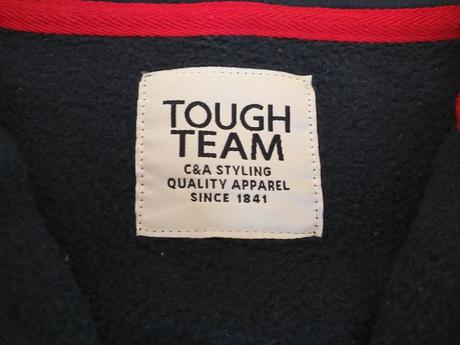 TOUGH
TEAM
C&A STYLING
QUALITY APPAREL
SINCE 1841